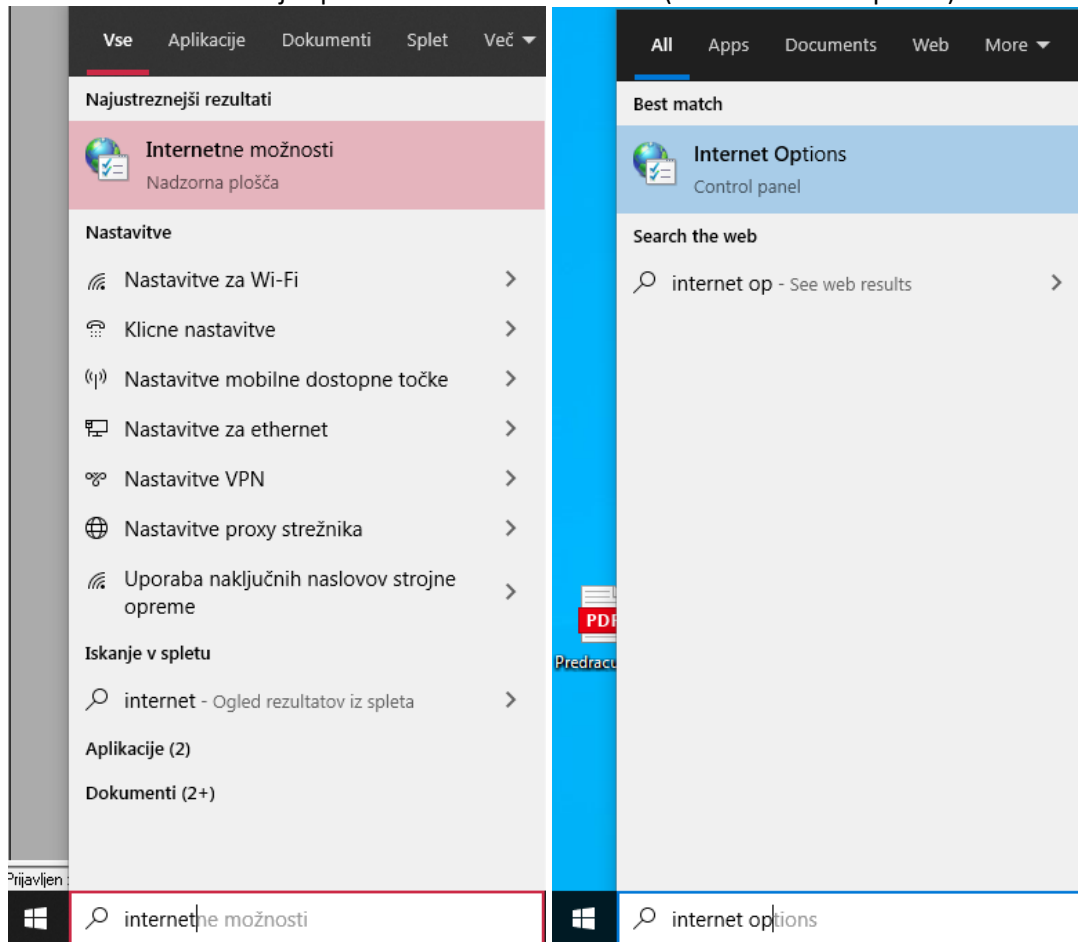 Vse Aplikacije Dokumenti Splet Več
Najustreznejši rezultati
Internetne možnosti
Nadzorna plošča
Nastavitve
Nastavitve za Wi-Fi
Klicne nastavitve
Nastavitve mobilne dostopne točke
Nastavitve za ethernet
Nastavitve VPN
Nastavitve proxy strežnika
Uporaba naključnih naslovov strojne
opreme
Iskanje v spletu
internet - Ogled rezultatov iz spleta
Aplikacije (2)
Dokumenti (2+)
Prijavljen
internetne možnosti
All Apps Documents Web More
Best match
Internet Options
Control panel
Search the web
internet op - See web results
PDF
internet options